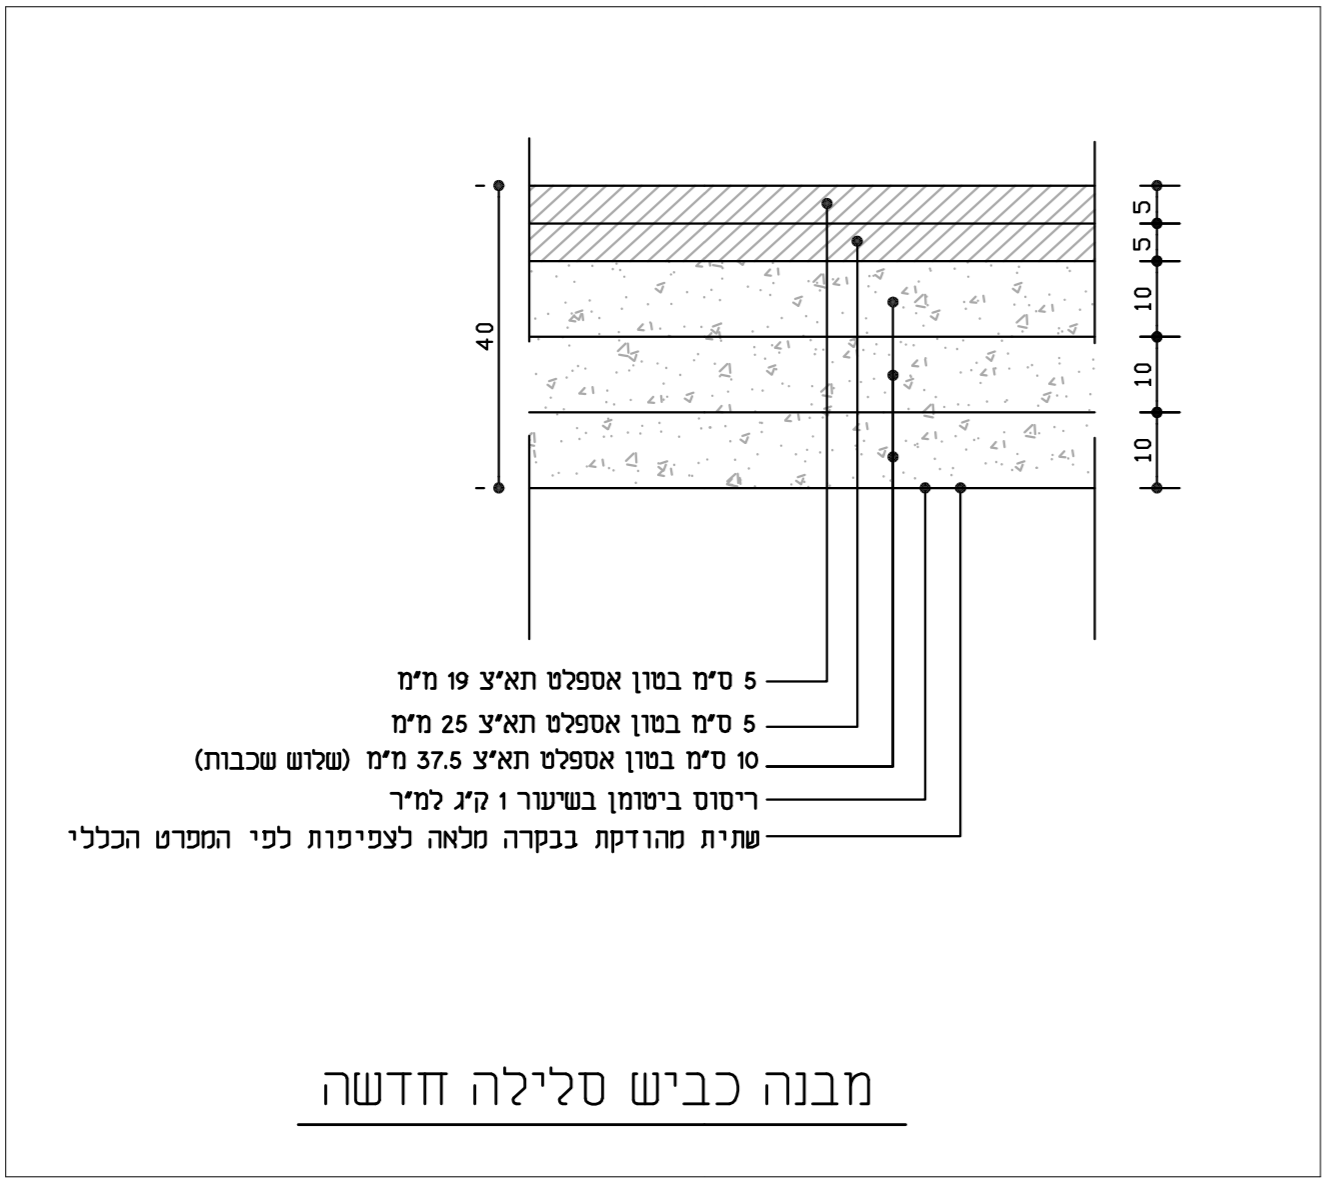 5
5
10
10
10
40
5 ס"מ בטון אספלט תא"צ 19 מ"מ
5 ס"מ בטון אספלט תא"צ 25 מ"מ
10 ס"מ בטון אספלט תא"צ 37.5 מ"מ (שלוש שכבות)
ריסוס ביטומן בשיעור 1 ק"ג למ"ר
שתית מהודקת בבקרה מלאה לצפיפות לפי המפרט הכללי
מבנה כביש סלילה חדשה